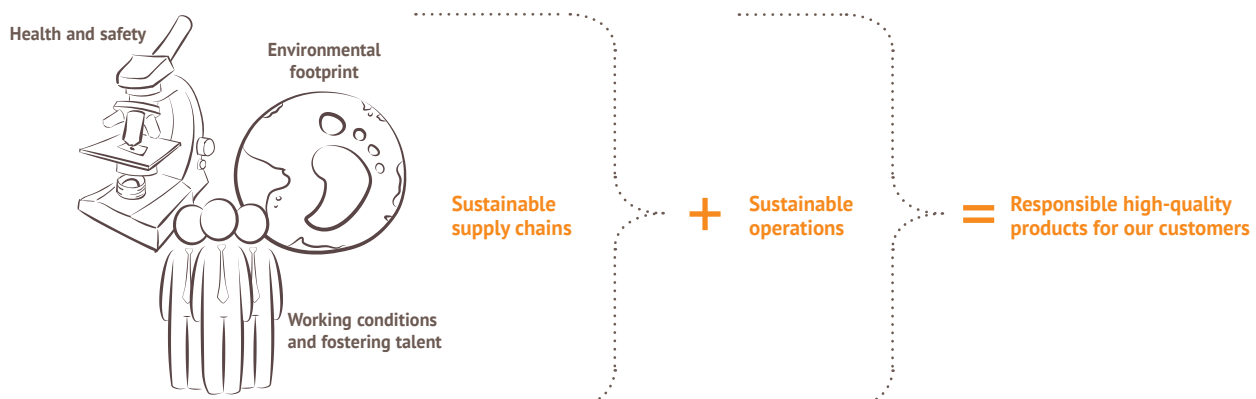 Health and safety
Environmental
footprint
Working conditions
and fostering talent
Sustainable
supply chains
+
Sustainable
operations
=
Responsible high-quality
products for our customers